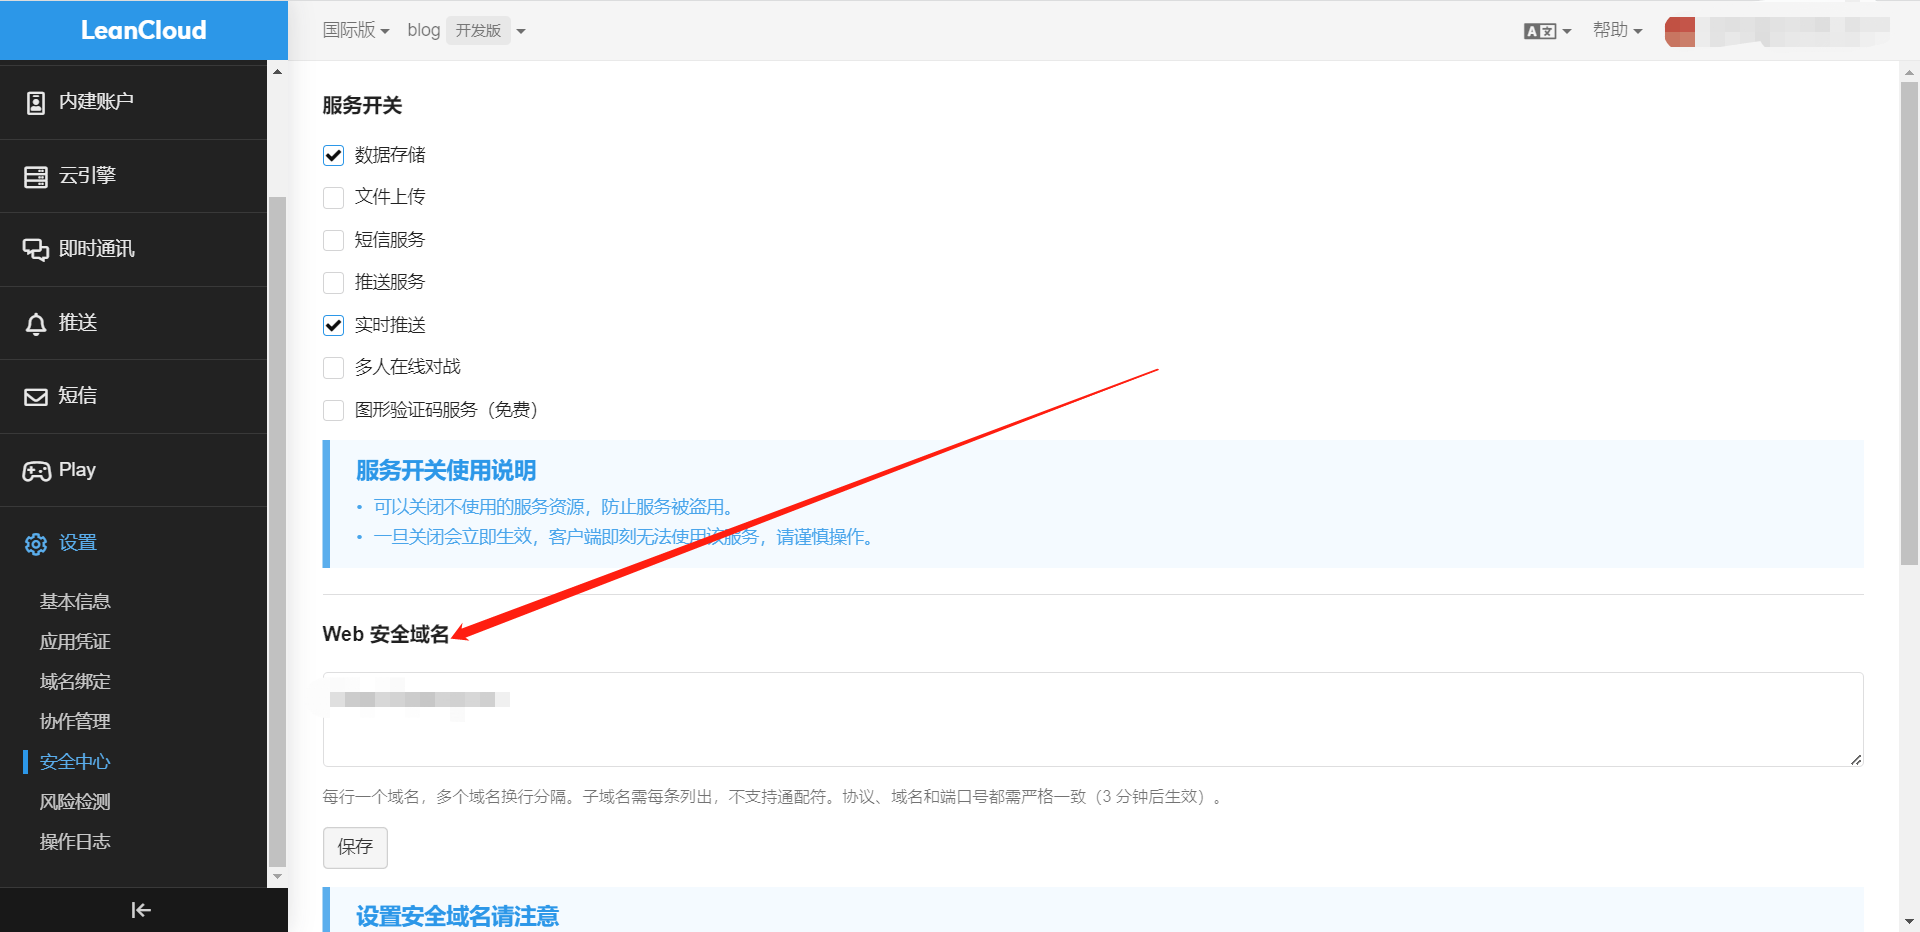 LeanCloud
国际版 blog 开发版
A 文 帮助
内建账户
云引擎
即时通讯
推送
短信
Play
设置
基本信息
应用凭证
域名绑定
协作管理
安全中心
风险检测
操作日志
服务开关
数据存储
文件上传
短信服务
推送服务
实时推送
多人在线对战
图形验证码服务（免费）
服务开关使用说明
• 可以关闭不使用的服务资源，防止服务被盗用。
• 一旦关闭会立即生效，客户端即刻无法使用该服务，请谨慎操作。
Web 安全域名
每行一个域名，多个域名换行分隔。子域名需每条列出，不支持通配符。协议、域名和端口号都需严格一致（3 分钟后生效）。
保存
设置安全域名请注意